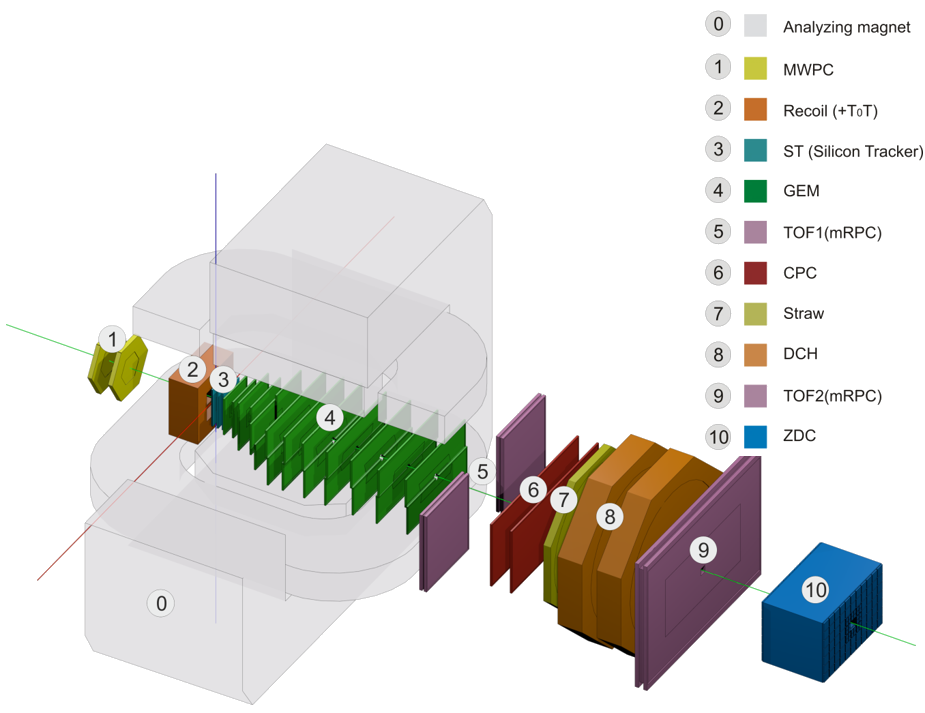 0 Analyzing magnet
1 MWPC
2 Recoil (+T₀T)
3 ST (Silicon Tracker)
4 GEM
5 TOF1(mRPC)
6 CPC
7 Straw
8 DCH
9 TOF2(mRPC)
10 ZDC
1
2
3
4
5
6
7
8
9
10
0